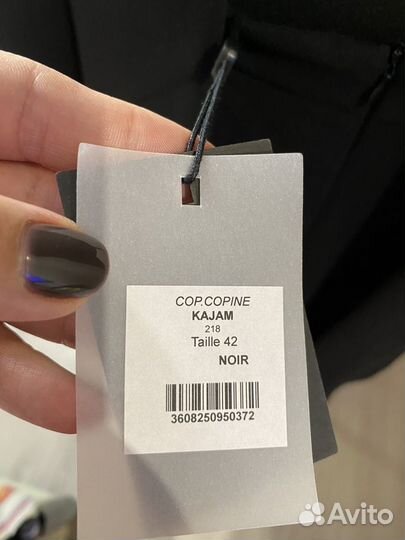 COP.COPINE
KAJAM
218
Taille 42
NOIR
3608250950372
Avito